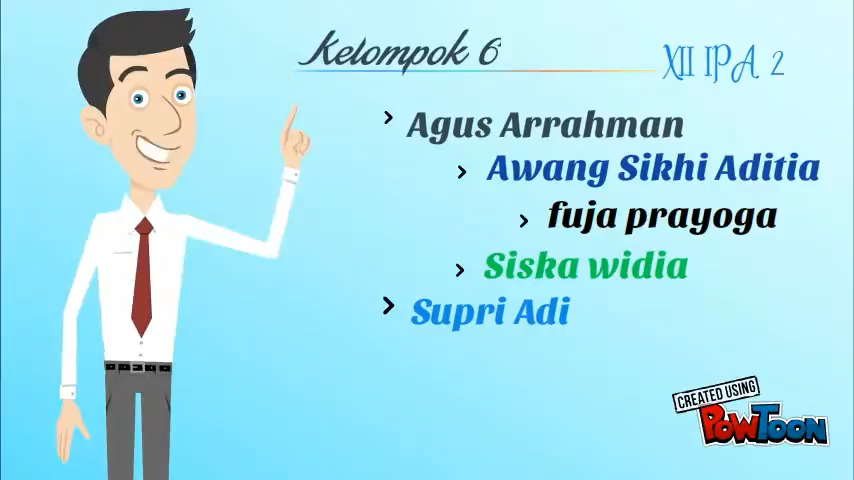 Kelompok 6
XII IPA 2
Agus Arrahman
Awang Sikhi Aditia
fuja prayoga
Siska widia
Supri Adi
CREATED USING
POWTOON